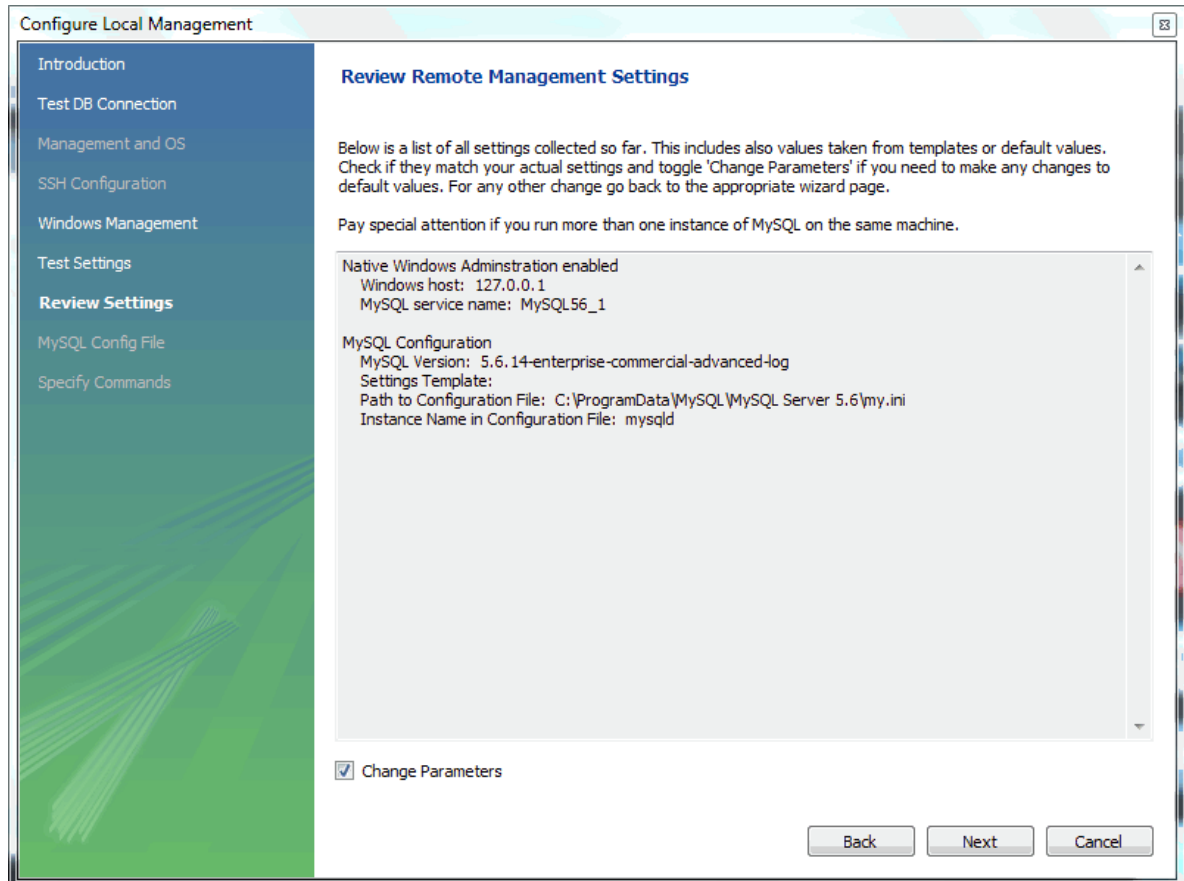 Configure Local Management
Introduction
Test DB Connection
Management and OS
SSH Configuration
Windows Management
Test Settings
Review Settings
MySQL Config File
Specify Commands
Review Remote Management Settings
Below is a list of all settings collected so far. This includes also values taken from templates or default values.
Check if they match your actual settings and toggle 'Change Parameters' if you need to make any changes to
default values. For any other change go back to the appropriate wizard page.
Pay special attention if you run more than one instance of MySQL on the same machine.
Native Windows Adminstration enabled
Windows host: 127.0.0.1
MySQL service name: MySQL56_1
MySQL Configuration
MySQL Version: 5.6.14-enterprise-commercial-advanced-log
Settings Template:
Path to Configuration File: C:\ProgramData\MySQL\MySQL Server 5.6\my.ini
Instance Name in Configuration File: mysqld
Change Parameters
Back Next Cancel